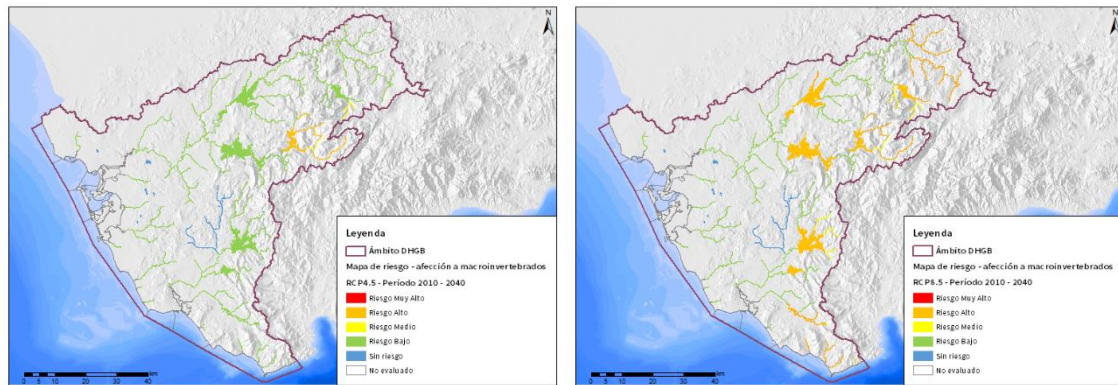 N
Leyenda
Ámbito DHGB
Mapa de riesgo - afección a macroinvertebrados
RCP4.5 - Período 2010 - 2040
Riesgo Muy Alto
Riesgo Alto
Riesgo Medio
Riesgo Bajo
Sin riesgo
No evaluado
km
0 5 10 20 30 40
N
Leyenda
Ámbito DHGB
Mapa de riesgo - afección a macroinvertebrados
RCP8.5 - Período 2010 - 2040
Riesgo Muy Alto
Riesgo Alto
Riesgo Medio
Riesgo Bajo
Sin riesgo
No evaluado
km
0 5 10 20 30 40